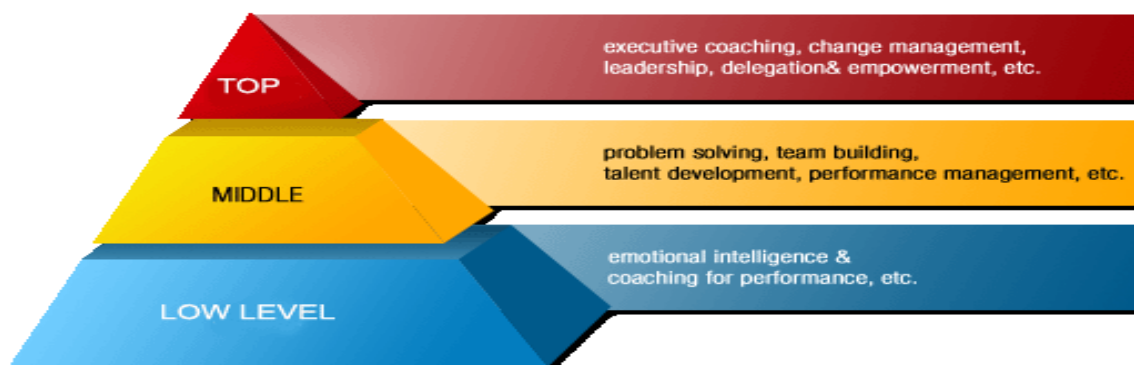 TOP
executive coaching, change management,
leadership, delegation& empowerment, etc.
MIDDLE
problem solving, team building,
talent development, performance management, etc.
LOW LEVEL
emotional intelligence &
coaching for performance, etc.